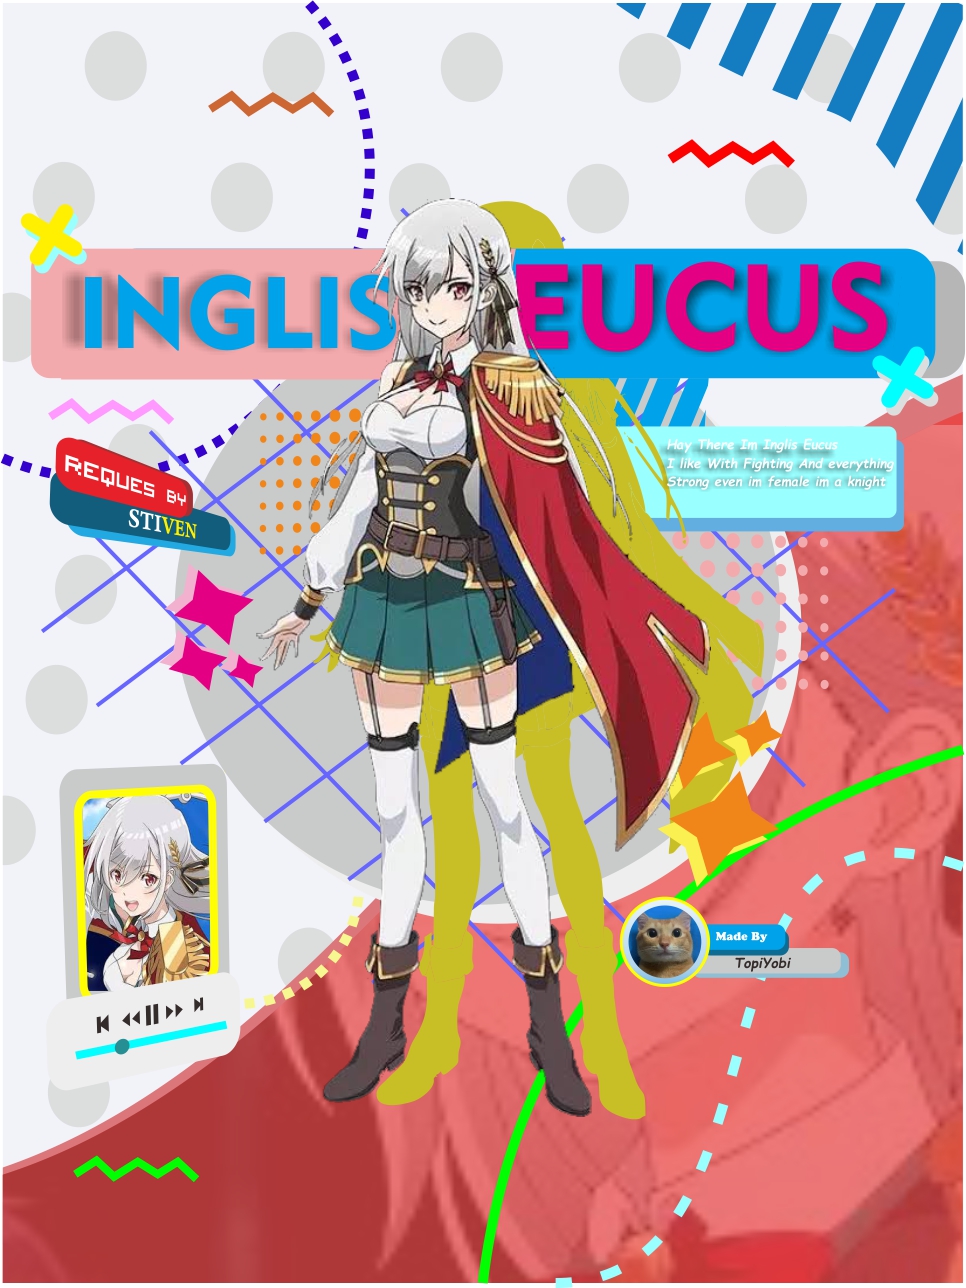 INGLIS EUCUS
Hay There Im Inglis Eucus
I like With Fighting And everything
Strong even im female im a knight
REQUES BY
STIVEN
Made By
TopiYobi